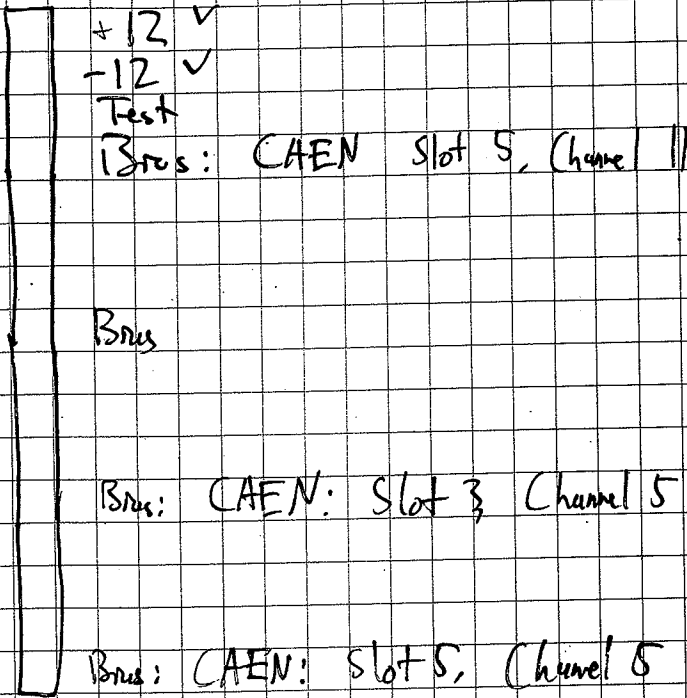 +12 ✓
-12 ✓
Test
Bias: CAEN Slot 5, Channel 11
Bias
Bias: CAEN: Slot 3, Channel 5
Bias: CAEN: Slot 5, Channel 5